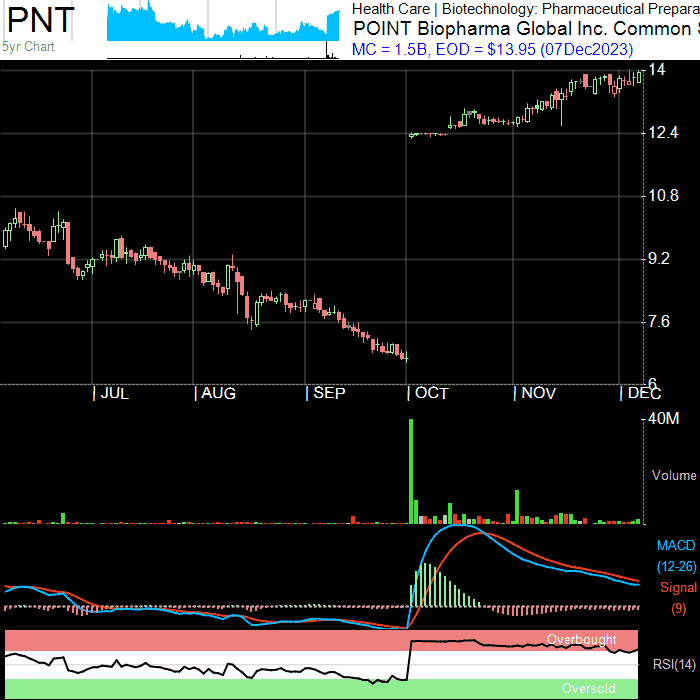 PNT
5yr Chart
Health Care | Biotechnology: Pharmaceutical Prepara
POINT Biopharma Global Inc. Common S
MC = 1.5B, EOD = $13.95 (07Dec2023)
14
12.4
10.8
9.2
7.6
6
| JUL | AUG | SEP | OCT | NOV | DEC
40M
Volume
MACD
(12-26)
Signal
(9)
Overbought
RSI(14)
Oversold